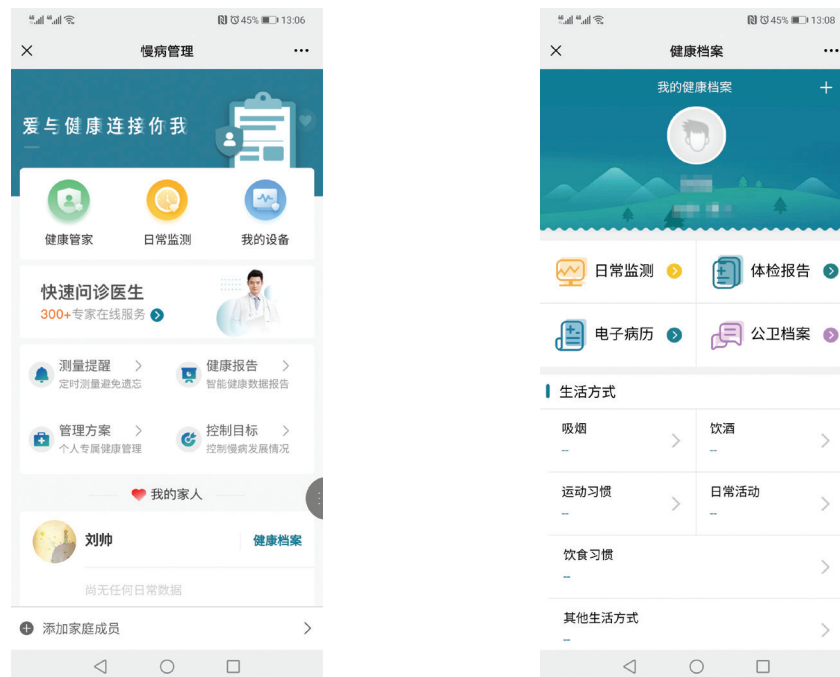 13:06
45%
慢病管理
爱与健康连接你我
健康管家
日常监测
我的设备
快速问诊医生
300+专家在线服务
测量提醒
定时测量避免遗忘
健康报告
智能健康数据报告
管理方案
个人专属健康管理
控制目标
控制慢病发展情况
我的家人
刘帅
健康档案
尚无任何日常数据
添加家庭成员
45%
13:08
健康档案
我的健康档案
日常监测
体检报告
电子病历
公卫档案
生活方式
吸烟
--
饮酒
--
运动习惯
--
日常活动
--
饮食习惯
--
其他生活方式
--